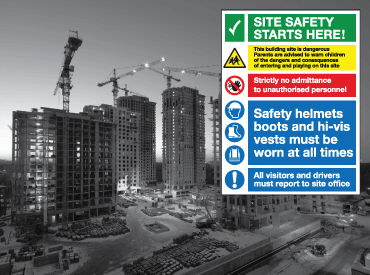 SITE SAFETY
STARTS HERE!
This building site is dangerous
Parents are advised to warn children
of the dangers and consequences
of entering and playing on this site
Strictly no admittance
to unauthorised personnel
Safety helmets
boots and hi-vis
vests must be
worn at all times
All visitors and drivers
must report to site office